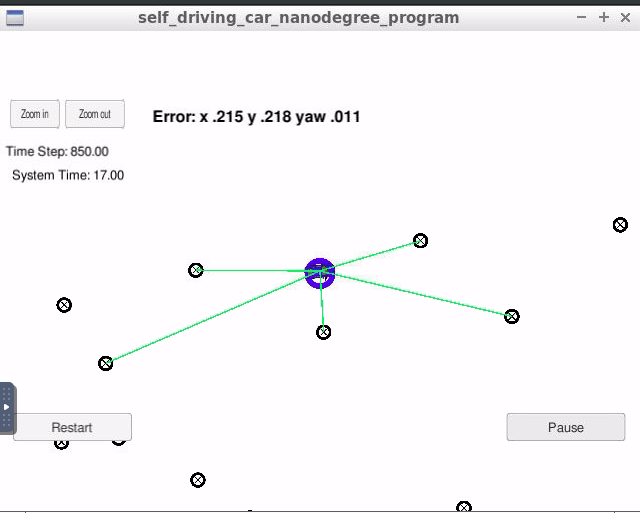 self_driving_car_nanodegree_program
Zoom in
Zoom out
Error: x .215 y .218 yaw .011
Time Step: 850.00
System Time: 17.00
Restart
Pause